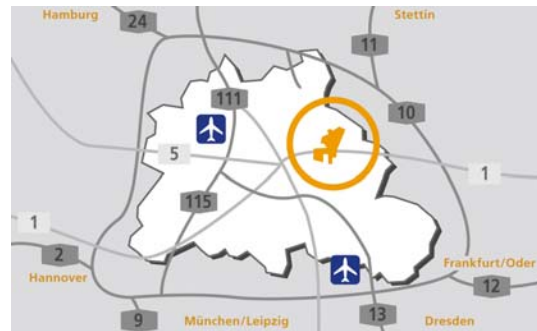 Hamburg
Stettin
24
11
111
10
5
1
115
1
2
Hannover
Frankfurt/Oder
12
9
München/Leipzig
13
Dresden